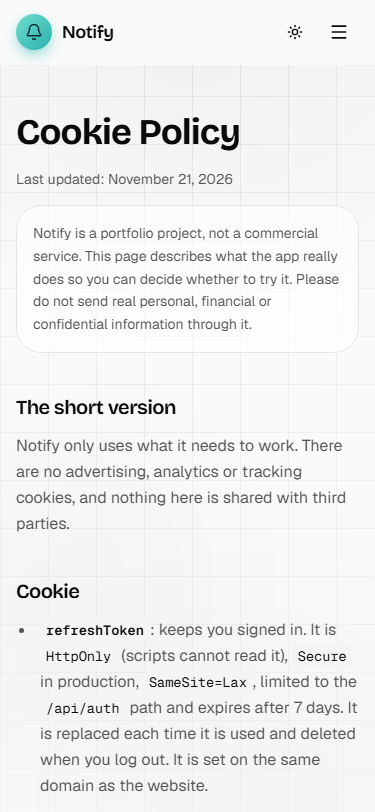 Notify
Cookie Policy
Last updated: November 21, 2026
Notify is a portfolio project, not a commercial
service. This page describes what the app really
does so you can decide whether to try it. Please
do not send real personal, financial or
confidential information through it.
The short version
Notify only uses what it needs to work. There
are no advertising, analytics or tracking
cookies, and nothing here is shared with third
parties.
Cookie
• refreshToken : keeps you signed in. It is
HttpOnly (scripts cannot read it), Secure
in production, SameSite=Lax , limited to the
/api/auth path and expires after 7 days. It
is replaced each time it is used and deleted
when you log out. It is set on the same
domain as the website.